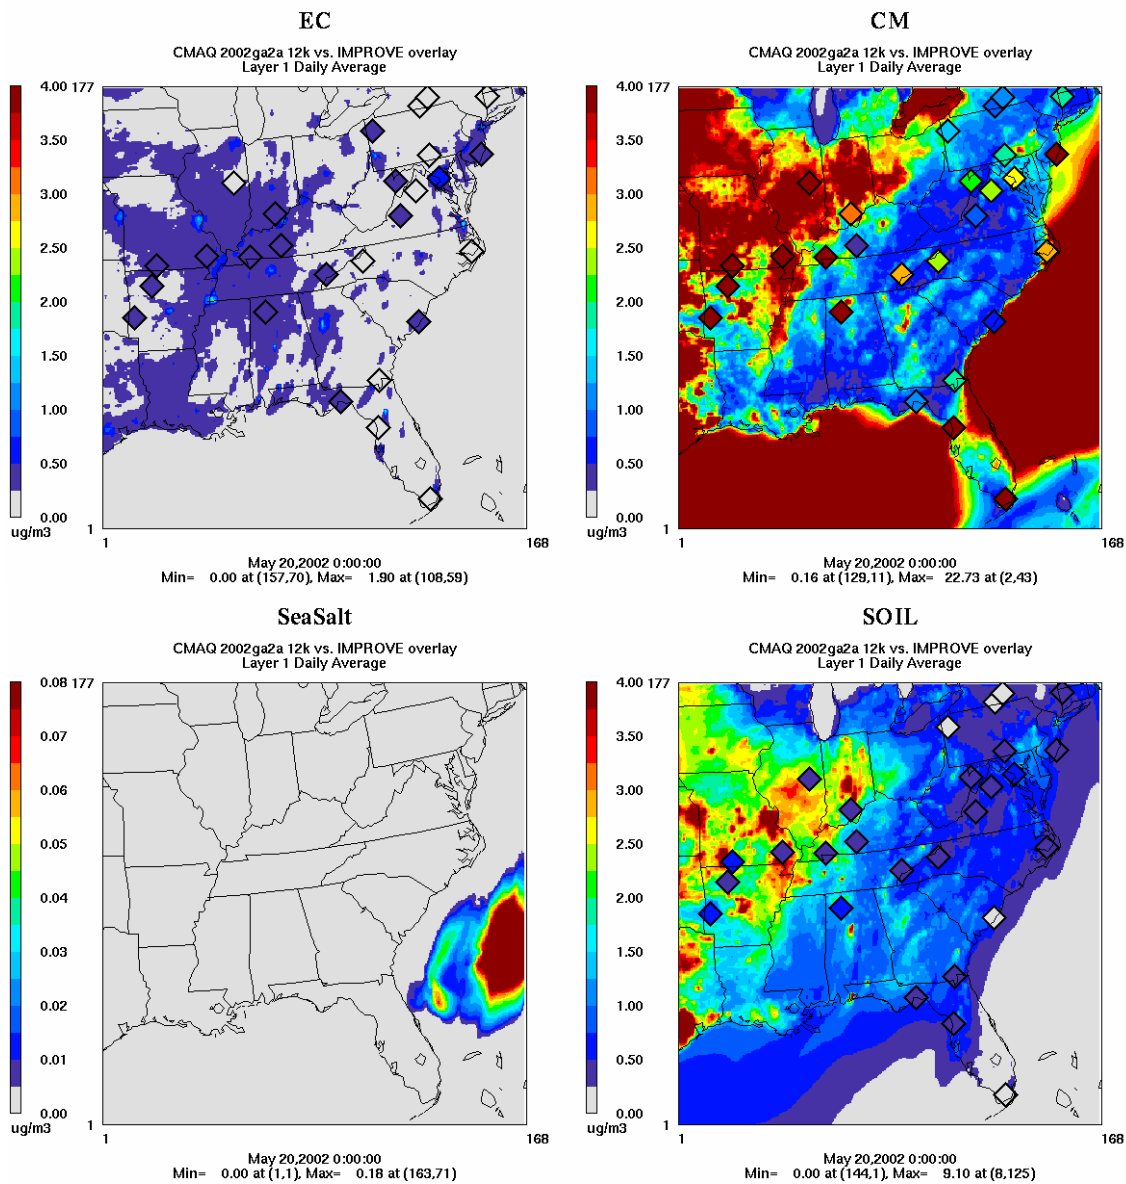 EC
CMAQ 2002ga2a 12k vs. IMPROVE overlay
Layer 1 Daily Average
4.00 177
3.50
3.00
2.50
2.00
1.50
1.00
0.50
0.00
ug/m3
1
1 168
May 20,2002 0:00:00
Min= 0.00 at (157,70), Max= 1.90 at (108,59)
CM
CMAQ 2002ga2a 12k vs. IMPROVE overlay
Layer 1 Daily Average
4.00 177
3.50
3.00
2.50
2.00
1.50
1.00
0.50
0.00
ug/m3
1
1 168
May 20,2002 0:00:00
Min= 0.16 at (129,11), Max= 22.73 at (2,43)
SeaSalt
CMAQ 2002ga2a 12k vs. IMPROVE overlay
Layer 1 Daily Average
0.08 177
0.07
0.06
0.05
0.04
0.03
0.02
0.01
0.00
ug/m3
1
1 168
May 20,2002 0:00:00
Min= 0.00 at (1,1), Max= 0.18 at (163,71)
SOIL
CMAQ 2002ga2a 12k vs. IMPROVE overlay
Layer 1 Daily Average
4.00 177
3.50
3.00
2.50
2.00
1.50
1.00
0.50
0.00
ug/m3
1
1 168
May 20,2002 0:00:00
Min= 0.00 at (144,1), Max= 9.10 at (8,125)